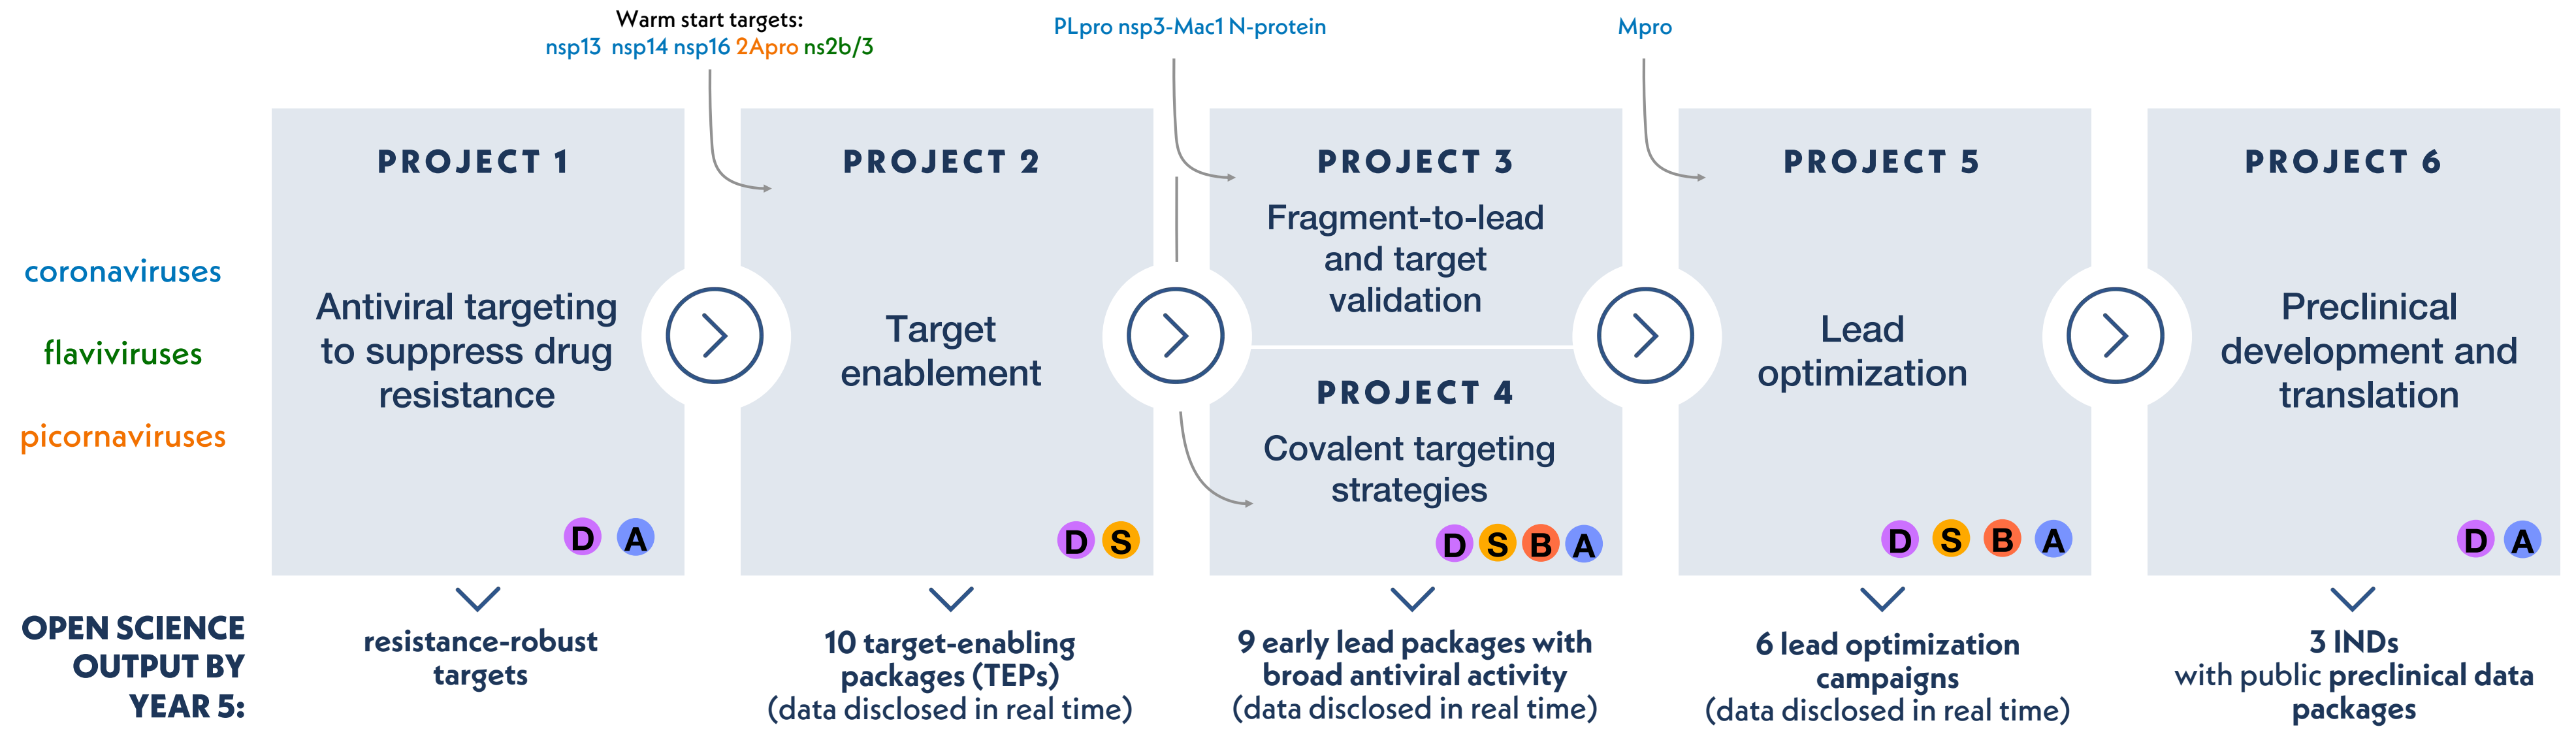 Warm start targets:
nsp13 nsp14 nsp16 2Apro ns2b/3
PLpro nsp3-Mac1 N-protein
Mpro
coronaviruses
flaviviruses
picornaviruses
PROJECT 1
Antiviral targeting
to suppress drug
resistance
D A
PROJECT 2
Target
enablement
D S
PROJECT 3
Fragment-to-lead
and target
validation
PROJECT 4
Covalent targeting
strategies
D S B A
PROJECT 5
Lead
optimization
D S B A
PROJECT 6
Preclinical
development and
translation
D A
OPEN SCIENCE
OUTPUT BY
YEAR 5:
resistance-robust
targets
10 target-enabling
packages (TEPs)
(data disclosed in real time)
9 early lead packages with
broad antiviral activity
(data disclosed in real time)
6 lead optimization
campaigns
(data disclosed in real time)
3 INDs
with public preclinical data
packages